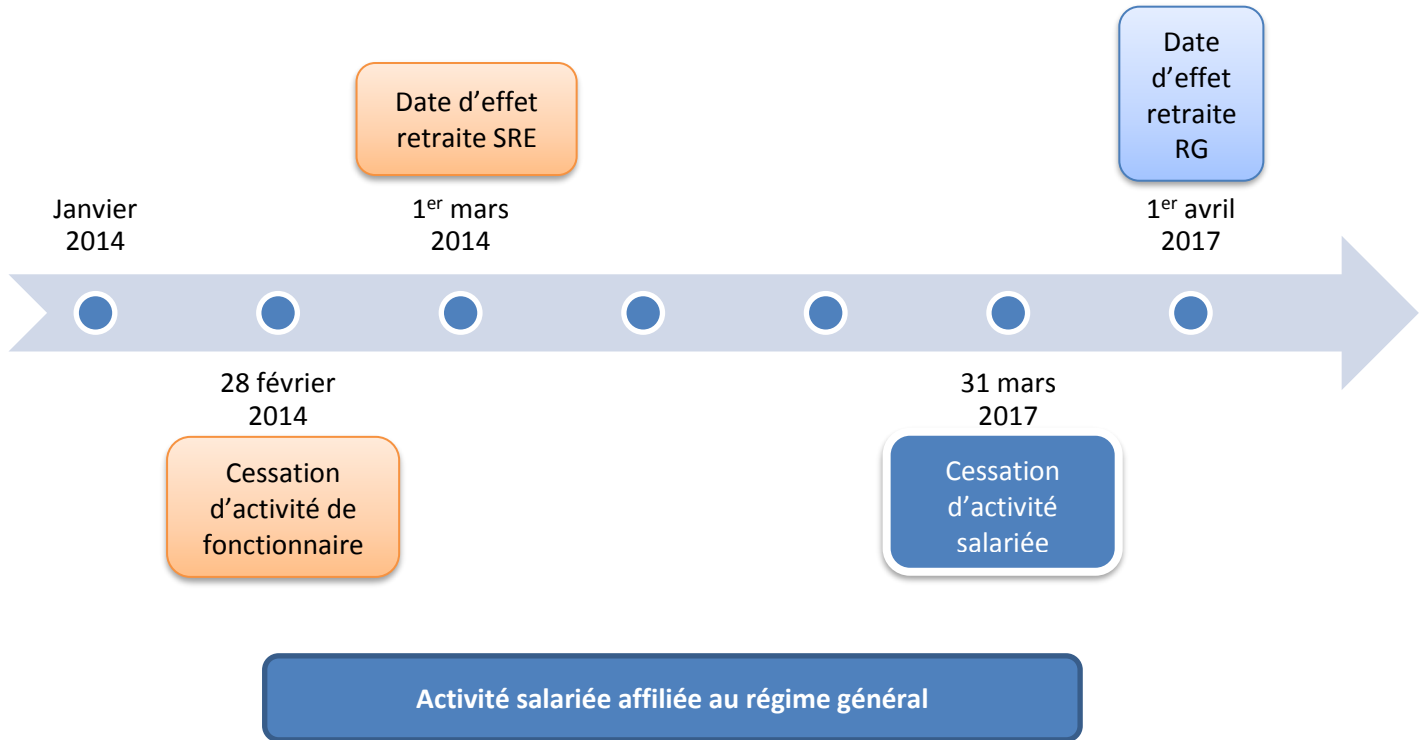 Date
d’effet
retraite
RG
Date d’effet
retraite SRE
Janvier
2014
1er mars
2014
1er avril
2017
28 février
2014
31 mars
2017
Cessation
d’activité de
fonctionnaire
Cessation
d’activité
salariée
Activité salariée affiliée au régime général